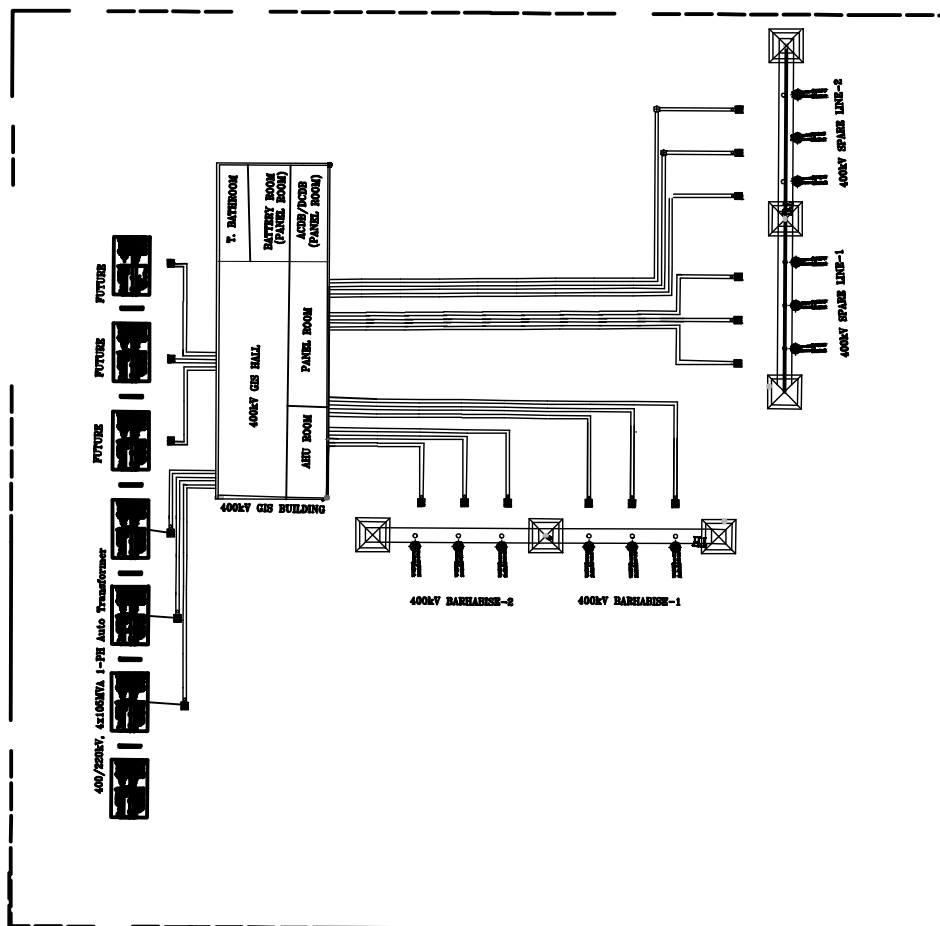 400kV SPARE LINE-2
400kV SPARE LINE-1
T. BATHROOM
BATTERY ROOM
(PANEL ROOM)
ACDB/DCDB
(PANEL ROOM)
FUTURE
FUTURE
FUTURE
400kV GIS HALL
PANEL ROOM
AHU ROOM
400kV GIS BUILDING
400/220kV, 4x105MVA 1-PH Auto Transformer
400kV BARHABISE-2
400kV BARHABISE-1